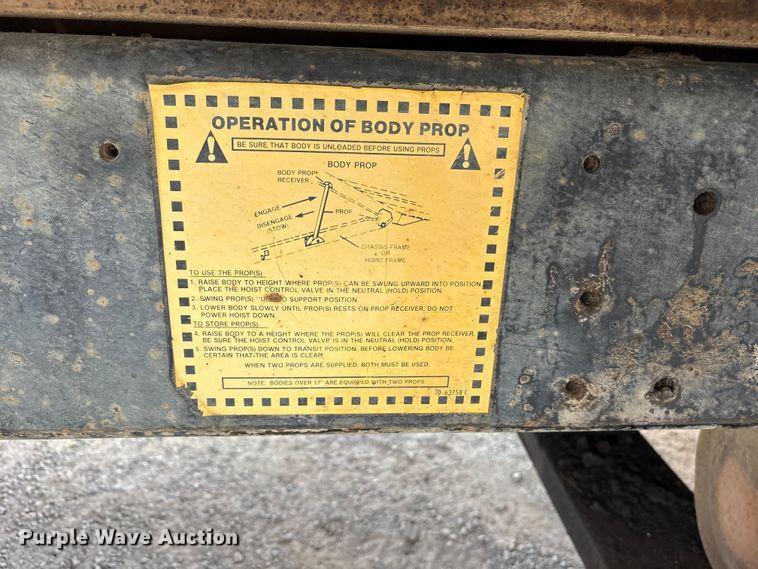 OPERATION OF BODY PROP
BE SURE THAT BODY IS UNLOADED BEFORE USING PROPS
BODY PROP
BODY PROP
RECEIVER
ENGAGE
DISENGAGE
(STOW)
PROP
CHASSIS FRAME
OR
HOIST FRAME
TO USE THE PROP(S)
1. RAISE BODY TO HEIGHT WHERE PROP(S) CAN BE SWUNG UPWARD INTO POSITION
PLACE THE HOIST CONTROL VALVE IN THE NEUTRAL (HOLD) POSITION.
2. SWING PROP(S) "UP" TO SUPPORT POSITION.
3. LOWER BODY SLOWLY UNTIL PROP(S) RESTS ON PROP RECEIVER. DO NOT
POWER HOIST DOWN.
TO STORE PROP(S)
4. RAISE BODY TO A HEIGHT WHERE THE PROP(S) WILL CLEAR THE PROP RECEIVER.
BE SURE THE HOIST CONTROL VALVE IS IN THE NEUTRAL (HOLD) POSITION.
5. SWING PROP(S) DOWN TO TRANSIT POSITION. BEFORE LOWERING BODY BE
CERTAIN THAT THE AREA IS CLEAR.
WHEN TWO PROPS ARE SUPPLIED, BOTH MUST BE USED.
NOTE: BODIES OVER 17' ARE EQUIPPED WITH TWO PROPS.
TD-63758 C
Purple Wave Auction